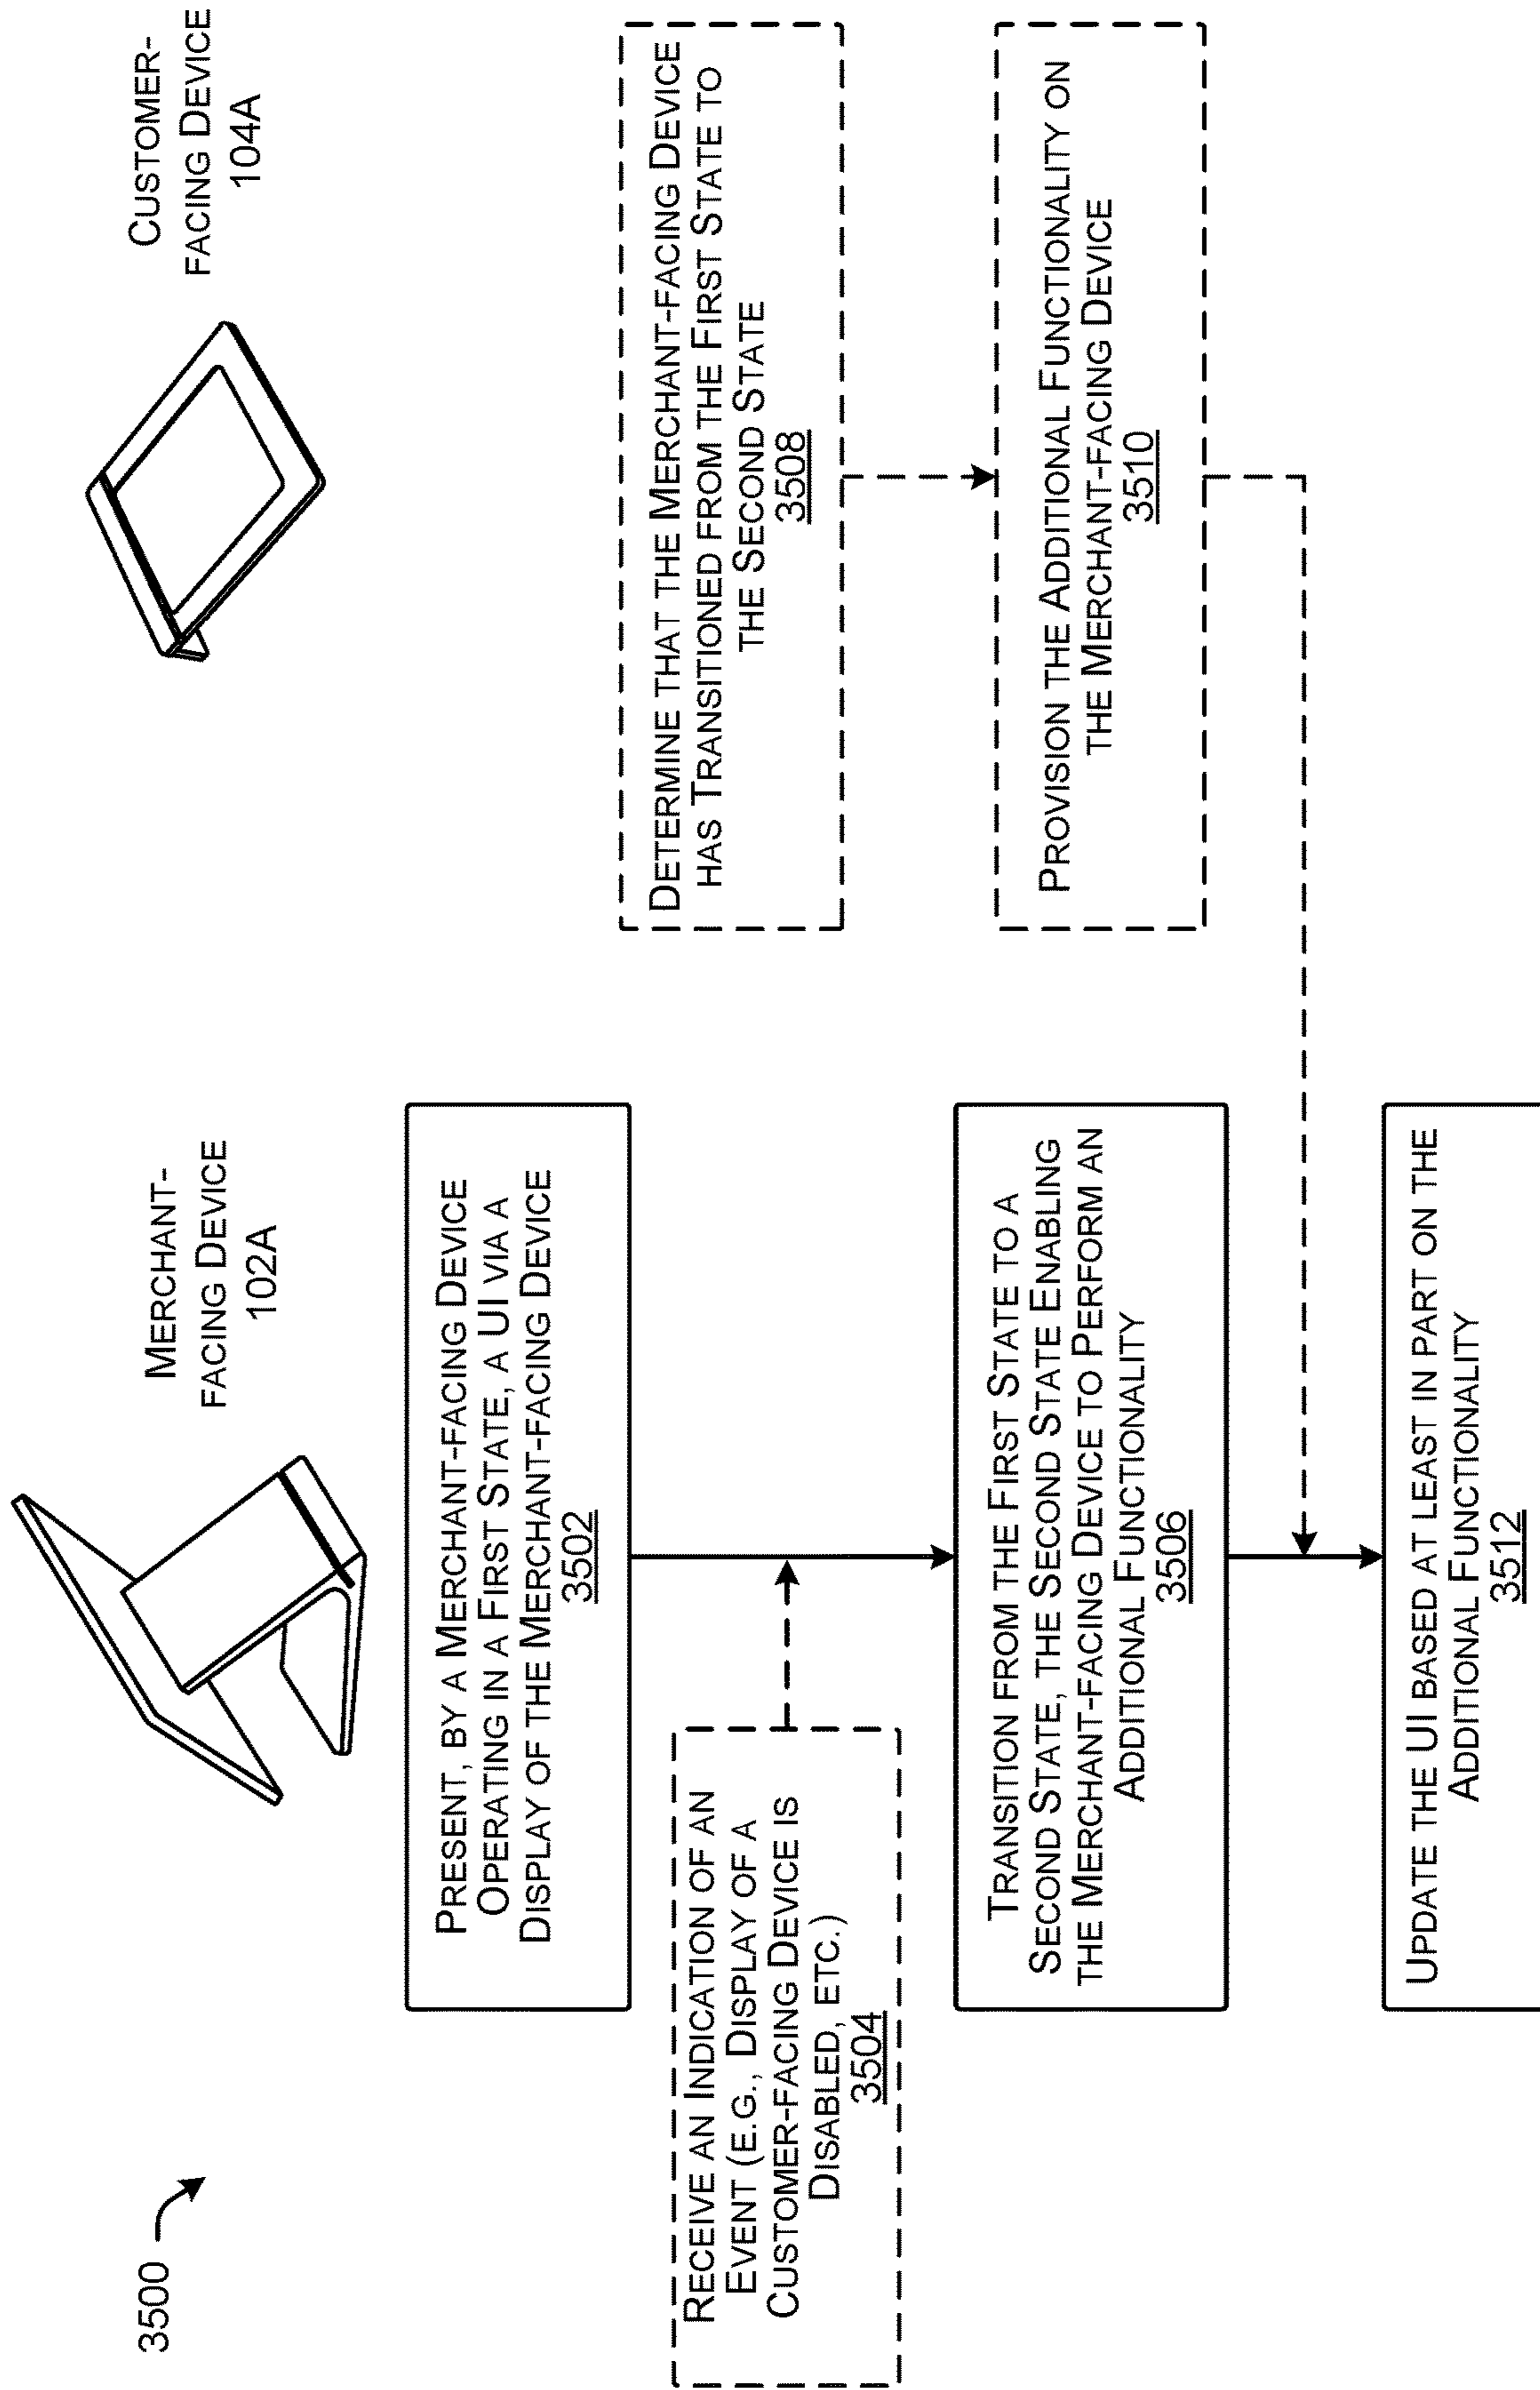 3500
MERCHANT-
FACING DEVICE
102A
CUSTOMER-
FACING DEVICE
104A
PRESENT, BY A MERCHANT-FACING DEVICE
OPERATING IN A FIRST STATE, A UI VIA A
DISPLAY OF THE MERCHANT-FACING DEVICE
3502
RECEIVE AN INDICATION OF AN
EVENT (E.G., DISPLAY OF A
CUSTOMER-FACING DEVICE IS
DISABLED, ETC.)
3504
TRANSITION FROM THE FIRST STATE TO A
SECOND STATE, THE SECOND STATE ENABLING
THE MERCHANT-FACING DEVICE TO PERFORM AN
ADDITIONAL FUNCTIONALITY
3506
DETERMINE THAT THE MERCHANT-FACING DEVICE
HAS TRANSITIONED FROM THE FIRST STATE TO
THE SECOND STATE
3508
PROVISION THE ADDITIONAL FUNCTIONALITY ON
THE MERCHANT-FACING DEVICE
3510
UPDATE THE UI BASED AT LEAST IN PART ON THE
ADDITIONAL FUNCTIONALITY
3512